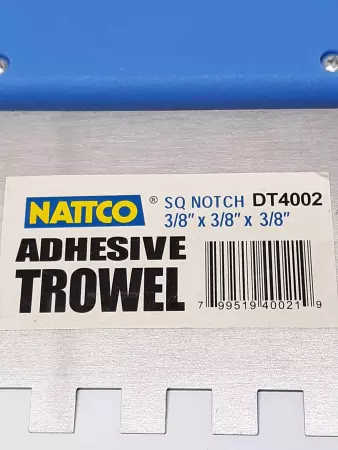 NATTCO ® SQ NOTCH DT4002
3/8" x 3/8" x 3/8"
ADHESIVE
TROWEL
7 99519 40021 9